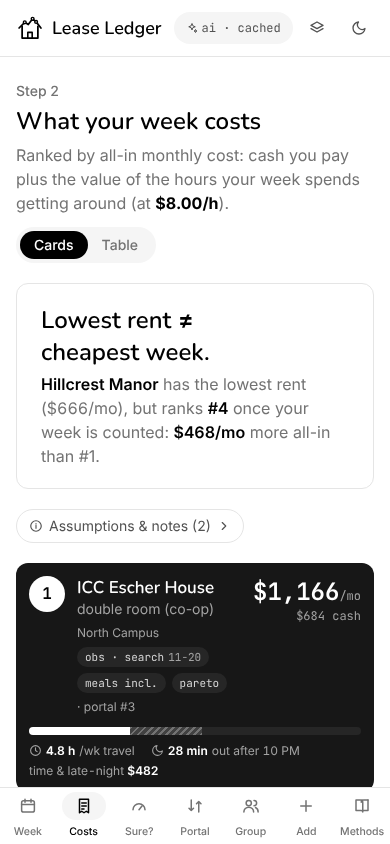 Lease Ledger
ai · cached
Step 2
What your week costs
Ranked by all-in monthly cost: cash you pay
plus the value of the hours your week spends
getting around (at $8.00/h).
Cards Table
Lowest rent ≠
cheapest week.
Hillcrest Manor has the lowest rent
($666/mo), but ranks #4 once your
week is counted: $468/mo more all-in
than #1.
Assumptions & notes (2)
1
ICC Escher House
$1,166/mo
double room (co-op)
$684 cash
North Campus
obs · search 11-20
meals incl. pareto
· portal #3
4.8 h /wk travel 28 min out after 10 PM
time & late-night $482
Week Costs Sure? Portal Group Add Methods